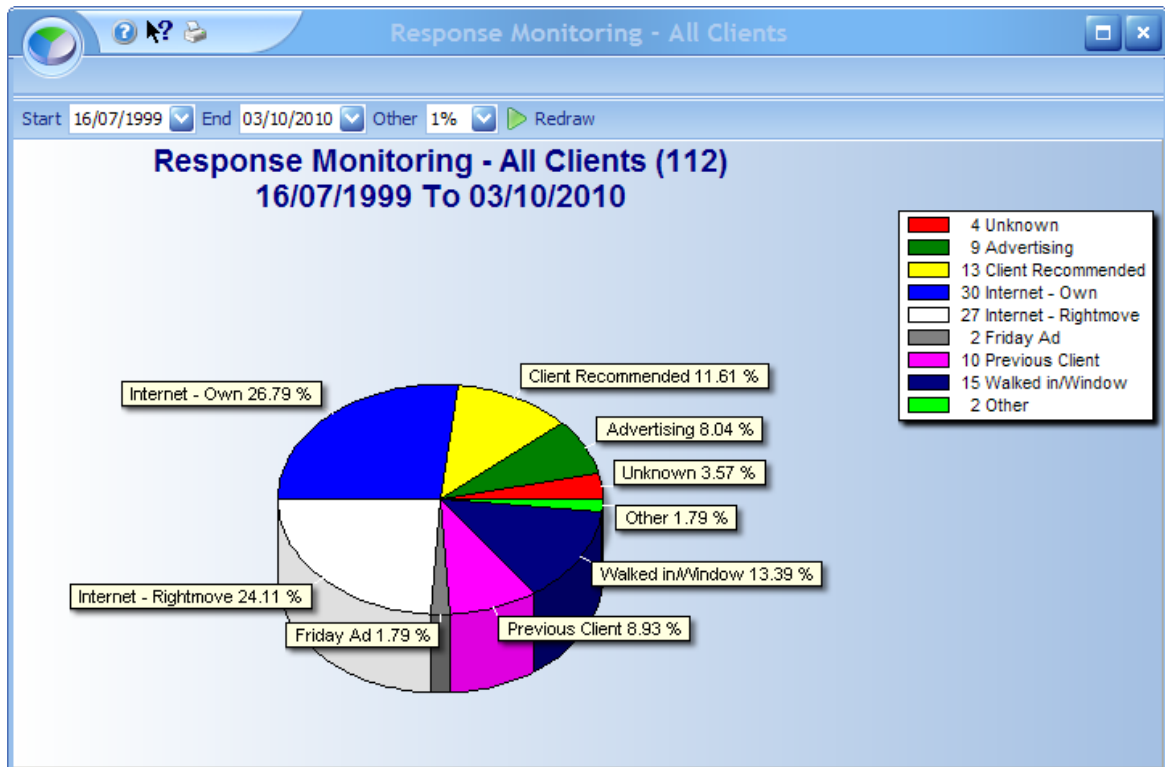 Response Monitoring - All Clients
Start 16/07/1999 End 03/10/2010 Other 1% Redraw
Response Monitoring - All Clients (112)
16/07/1999 To 03/10/2010
4 Unknown
9 Advertising
13 Client Recommended
30 Internet - Own
27 Internet - Rightmove
2 Friday Ad
10 Previous Client
15 Walked in/Window
2 Other
Client Recommended 11.61 %
Internet - Own 26.79 %
Advertising 8.04 %
Unknown 3.57 %
Other 1.79 %
Walked in/Window 13.39 %
Internet - Rightmove 24.11 %
Previous Client 8.93 %
Friday Ad 1.79 %